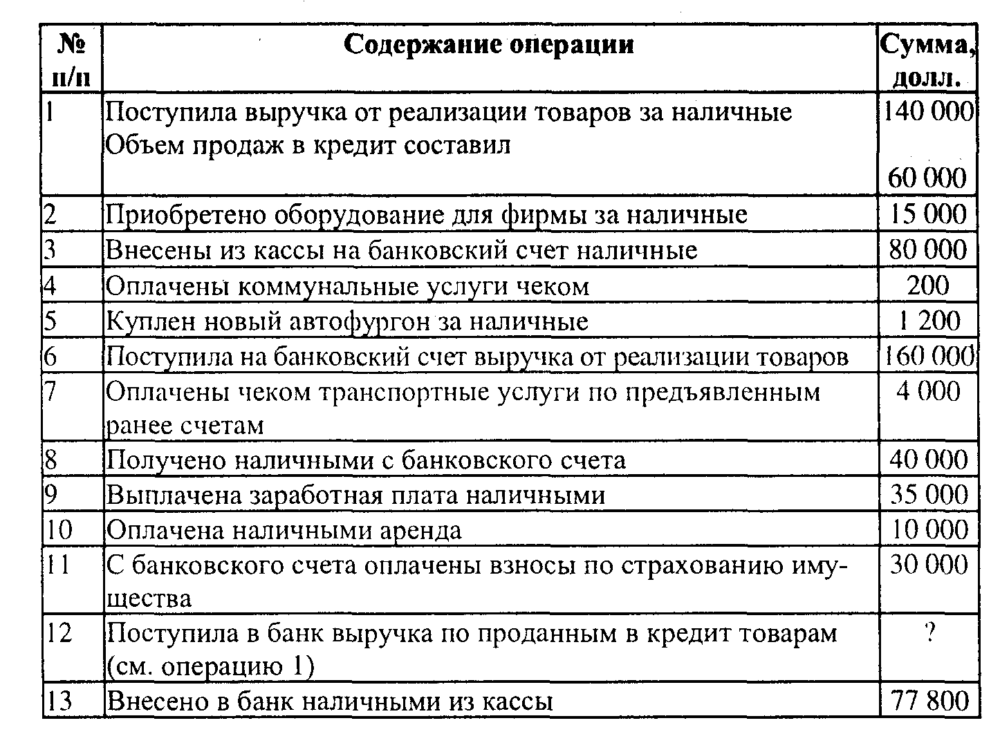 № п/п Содержание операции Сумма, долл.
1 Поступила выручка от реализации товаров за наличные 140 000
Объем продаж в кредит составил
60 000
2 Приобретено оборудование для фирмы за наличные 15 000
3 Внесены из кассы на банковский счет наличные 80 000
4 Оплачены коммунальные услуги чеком 200
5 Куплен новый автофургон за наличные 1 200
6 Поступила на банковский счет выручка от реализации товаров 160 000
7 Оплачены чеком транспортные услуги по предъявленным 4 000
ранее счетам
8 Получено наличными с банковского счета 40 000
9 Выплачена заработная плата наличными 35 000
10 Оплачена наличными аренда 10 000
11 С банковского счета оплачены взносы по страхованию иму- 30 000
щества
12 Поступила в банк выручка по проданным в кредит товарам ?
(см. операцию 1)
13 Внесено в банк наличными из кассы 77 800